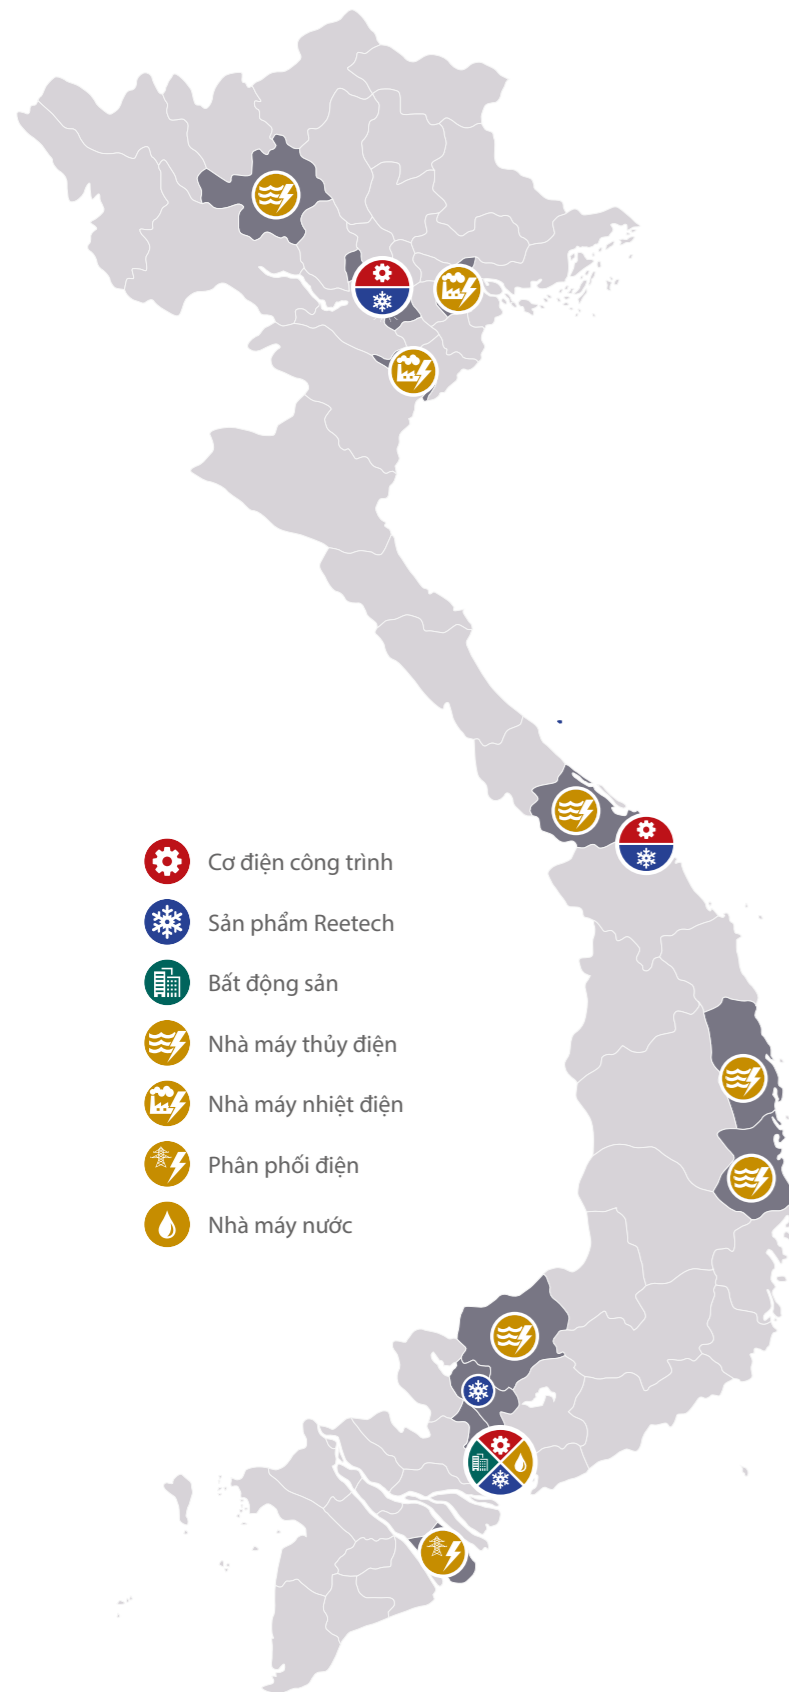 Cơ điện công trình
Sản phẩm Reetech
Bất động sản
Nhà máy thủy điện
Nhà máy nhiệt điện
Phân phối điện
Nhà máy nước